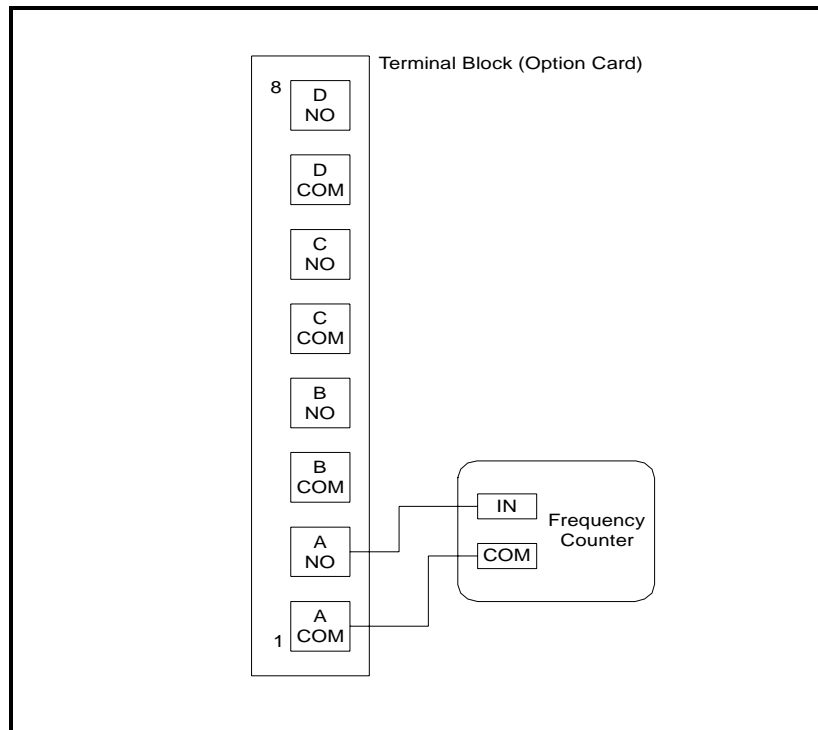 Terminal Block (Option Card)
8
D
NO
D
COM
C
NO
C
COM
B
NO
B
COM
A
NO
A
COM
1
IN
COM
Frequency
Counter